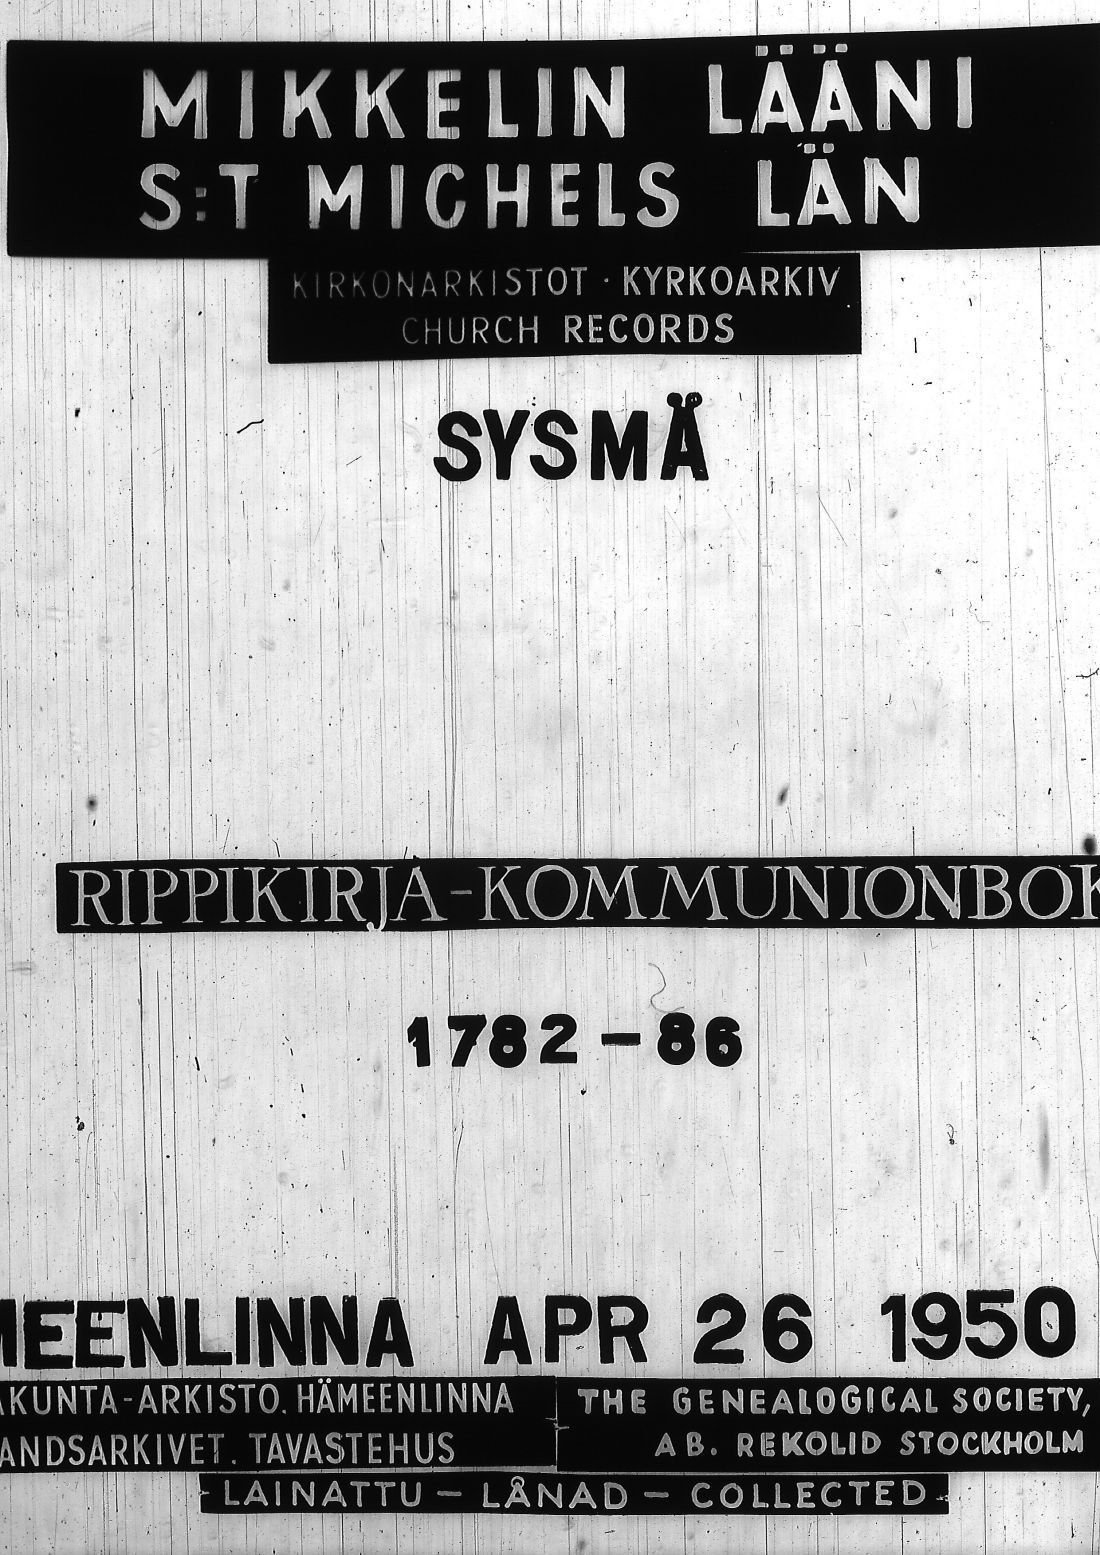 MIKKELIN LÄÄNI
S:T MICHELS LÄN
KIRKONARKISTOT · KYRKOARKIV
CHURCH RECORDS
SYSMÄ
RIPPIKIRJA-KOMMUNIONBOK
1782-86
MEENLINNA APR 26 1950
AKUNTA-ARKISTO. HÄMEENLINNA
ANDSARKIVET. TAVASTEHUS
THE GENEALOGICAL SOCIETY,
AB. REKOLID STOCKHOLM
LAINATTU - LÅNAD - COLLECTED